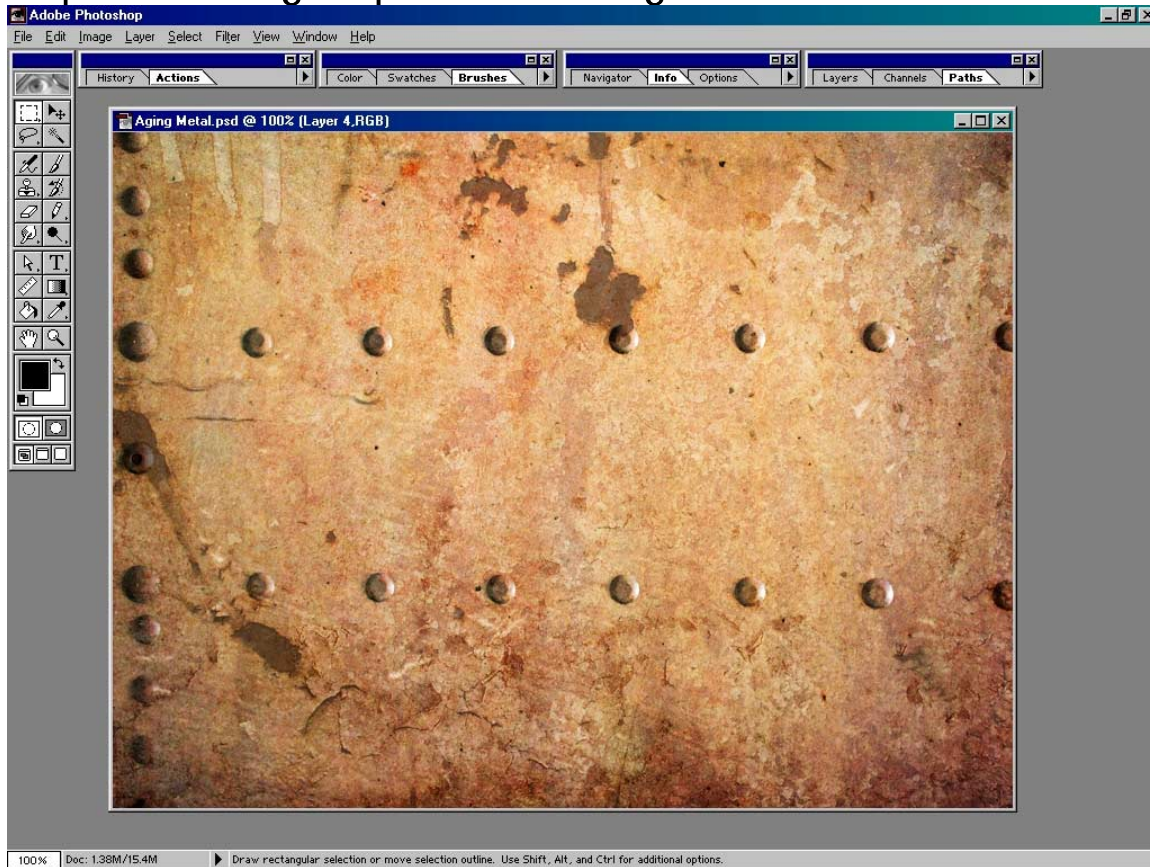 Adobe Photoshop
File Edit Image Layer Select Filter View Window Help
History Actions Color Swatches Brushes Navigator Info Options Layers Channels Paths
Aging Metal.psd @ 100% (Layer 4,RGB)
T
100% Doc: 1.38M/15.4M Draw rectangular selection or move selection outline. Use Shift, Alt, and Ctrl for additional options.